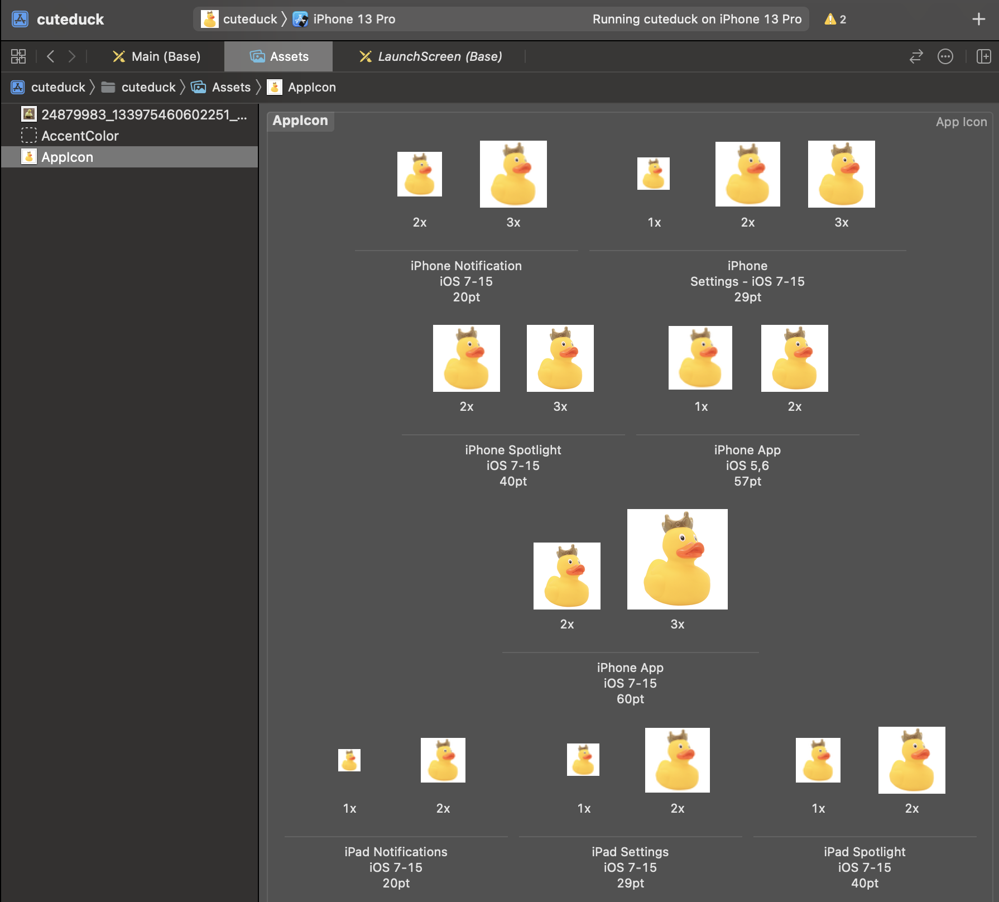 cuteduck
cuteduck
iPhone 13 Pro
Running cuteduck on iPhone 13 Pro
2
Main (Base)
Assets
LaunchScreen (Base)
cuteduck
cuteduck
Assets
AppIcon
24879983_133975460602251_...
AccentColor
AppIcon
AppIcon
App Icon
2x
3x
1x
2x
3x
iPhone Notification
iOS 7-15
20pt
iPhone
Settings - iOS 7-15
29pt
2x
3x
1x
2x
iPhone Spotlight
iOS 7-15
40pt
iPhone App
iOS 5,6
57pt
2x
3x
iPhone App
iOS 7-15
60pt
1x
2x
1x
2x
1x
2x
iPad Notifications
iOS 7-15
20pt
iPad Settings
iOS 7-15
29pt
iPad Spotlight
iOS 7-15
40pt